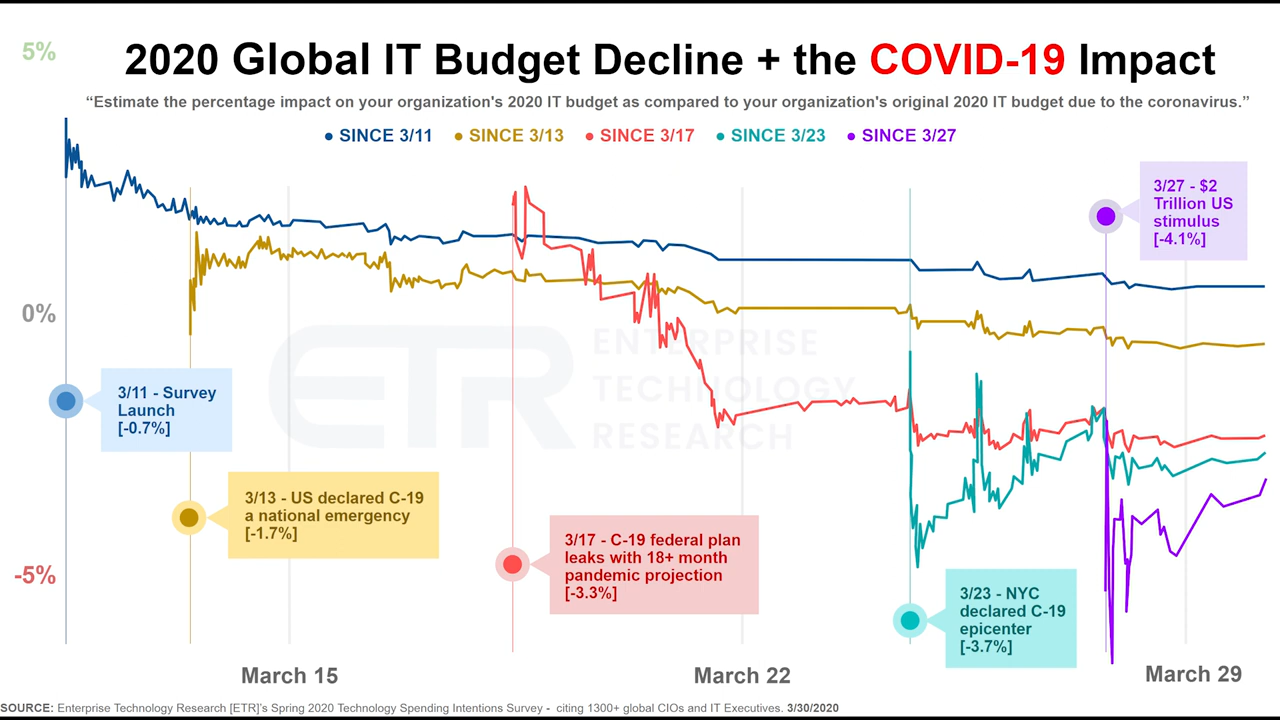 5%
2020 Global IT Budget Decline + the COVID-19 Impact
“Estimate the percentage impact on your organization's 2020 IT budget as compared to your organization's original 2020 IT budget due to the coronavirus.”
● SINCE 3/11 ● SINCE 3/13 ● SINCE 3/17 ● SINCE 3/23 ● SINCE 3/27
3/27 - $2
Trillion US
stimulus
[-4.1%]
0%
ETR
ENTERPRISE
TECHNOLOGY
RESEARCH
3/11 - Survey
Launch
[-0.7%]
3/13 - US declared C-19
a national emergency
[-1.7%]
3/17 - C-19 federal plan
leaks with 18+ month
pandemic projection
[-3.3%]
-5%
3/23 - NYC
declared C-19
epicenter
[-3.7%]
March 15
March 22
March 29
SOURCE: Enterprise Technology Research [ETR]'s Spring 2020 Technology Spending Intentions Survey - citing 1300+ global CIOs and IT Executives. 3/30/2020